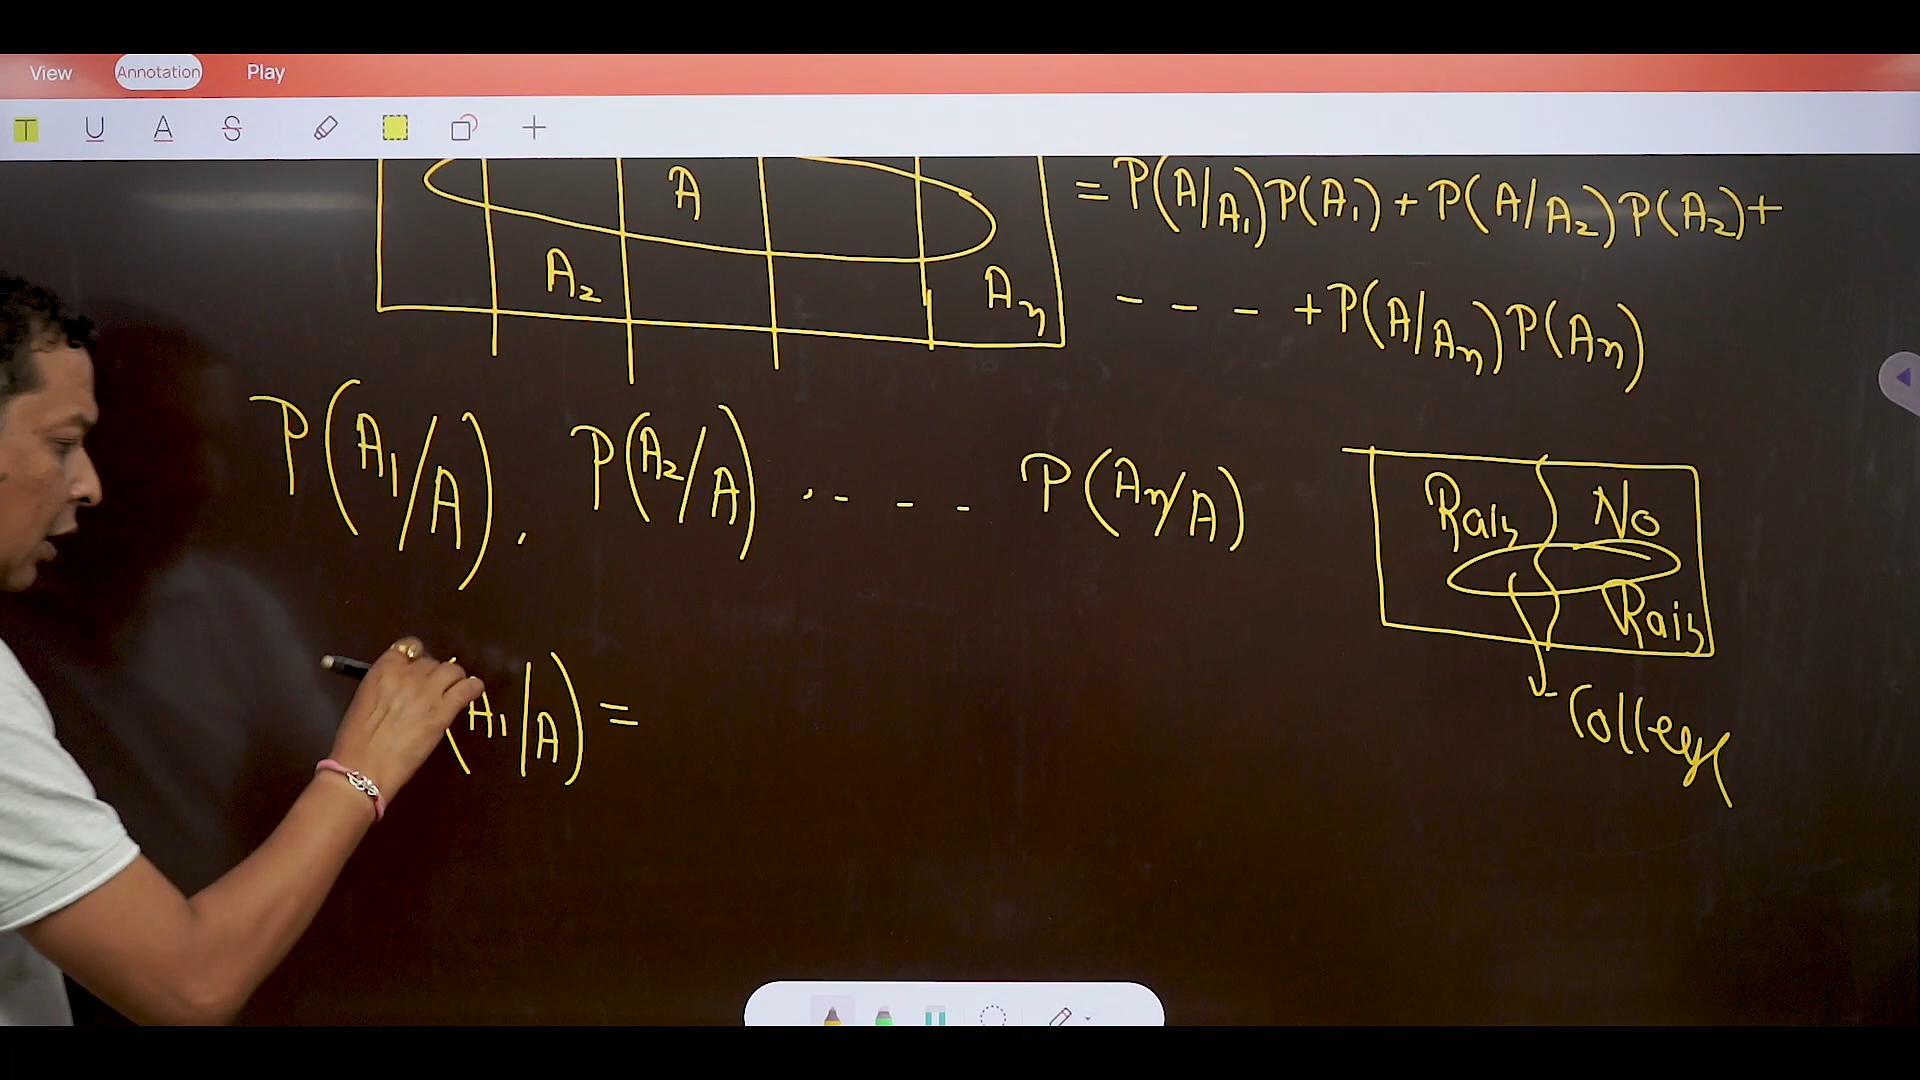 View Annotation Play
T U A S
A
A₂
Aₙ
= P(A/A₁)P(A₁) + P(A/A₂)P(A₂) +
- - - + P(A/Aₙ)P(Aₙ)
P(A₁/A), P(A₂/A) . - - - P(Aₙ/A)
Rain No
Rain
College
(A₁/A) =